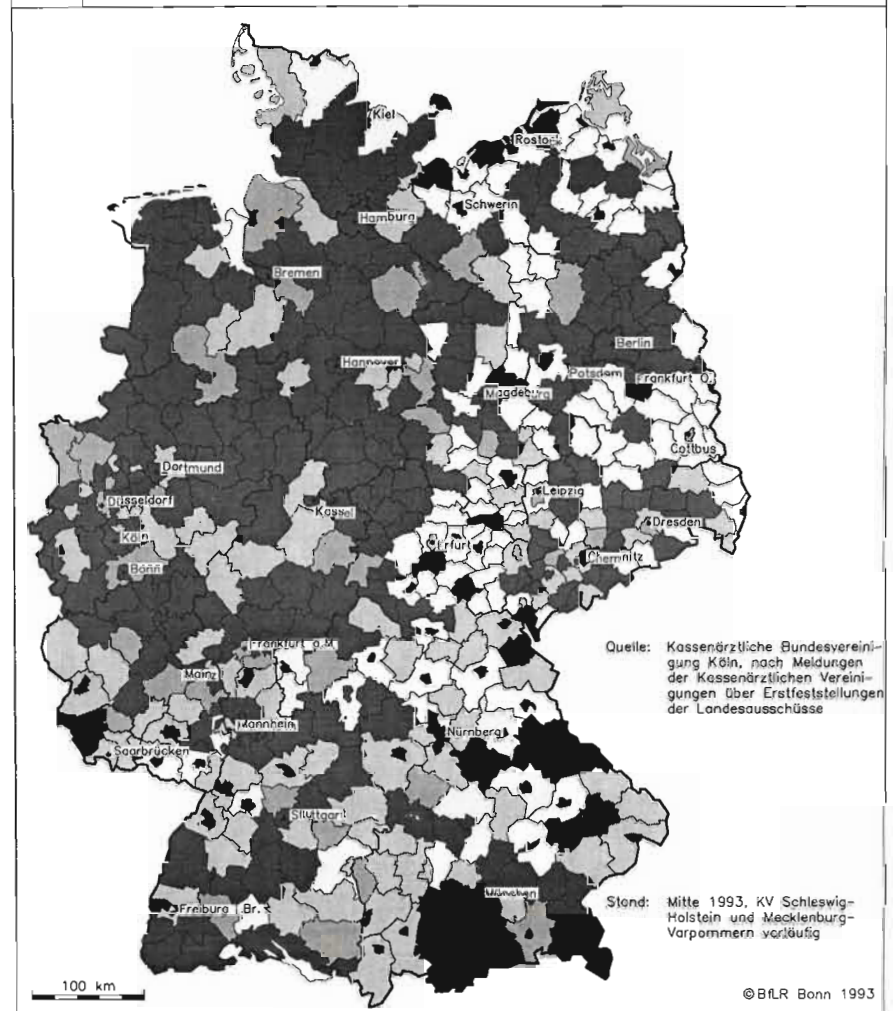 Kiel
Rostock
Schwerin
Hamburg
Bremen
Berlin
Hannover
Potsdam
Frankfurt O.
Magdeburg
Cottbus
Dortmund
Leipzig
Düsseldorf
Kassel
Dresden
Köln
Erfurt
Chemnitz
Bonn
Frankfurt a.M.
Mainz
Mannheim
Nürnberg
Saarbrücken
Stuttgart
München
Freiburg i.Br.
Quelle: Kassenärztliche Bundesvereini-
gung Köln, nach Meldungen
der Kassenärztlichen Vereini-
gungen über Erstfeststellungen
der Landesausschüsse
Stand: Mitte 1993, KV Schleswig-
Holstein und Mecklenburg-
Varpommern vorläufig
100 km
©BfLR Bonn 1993